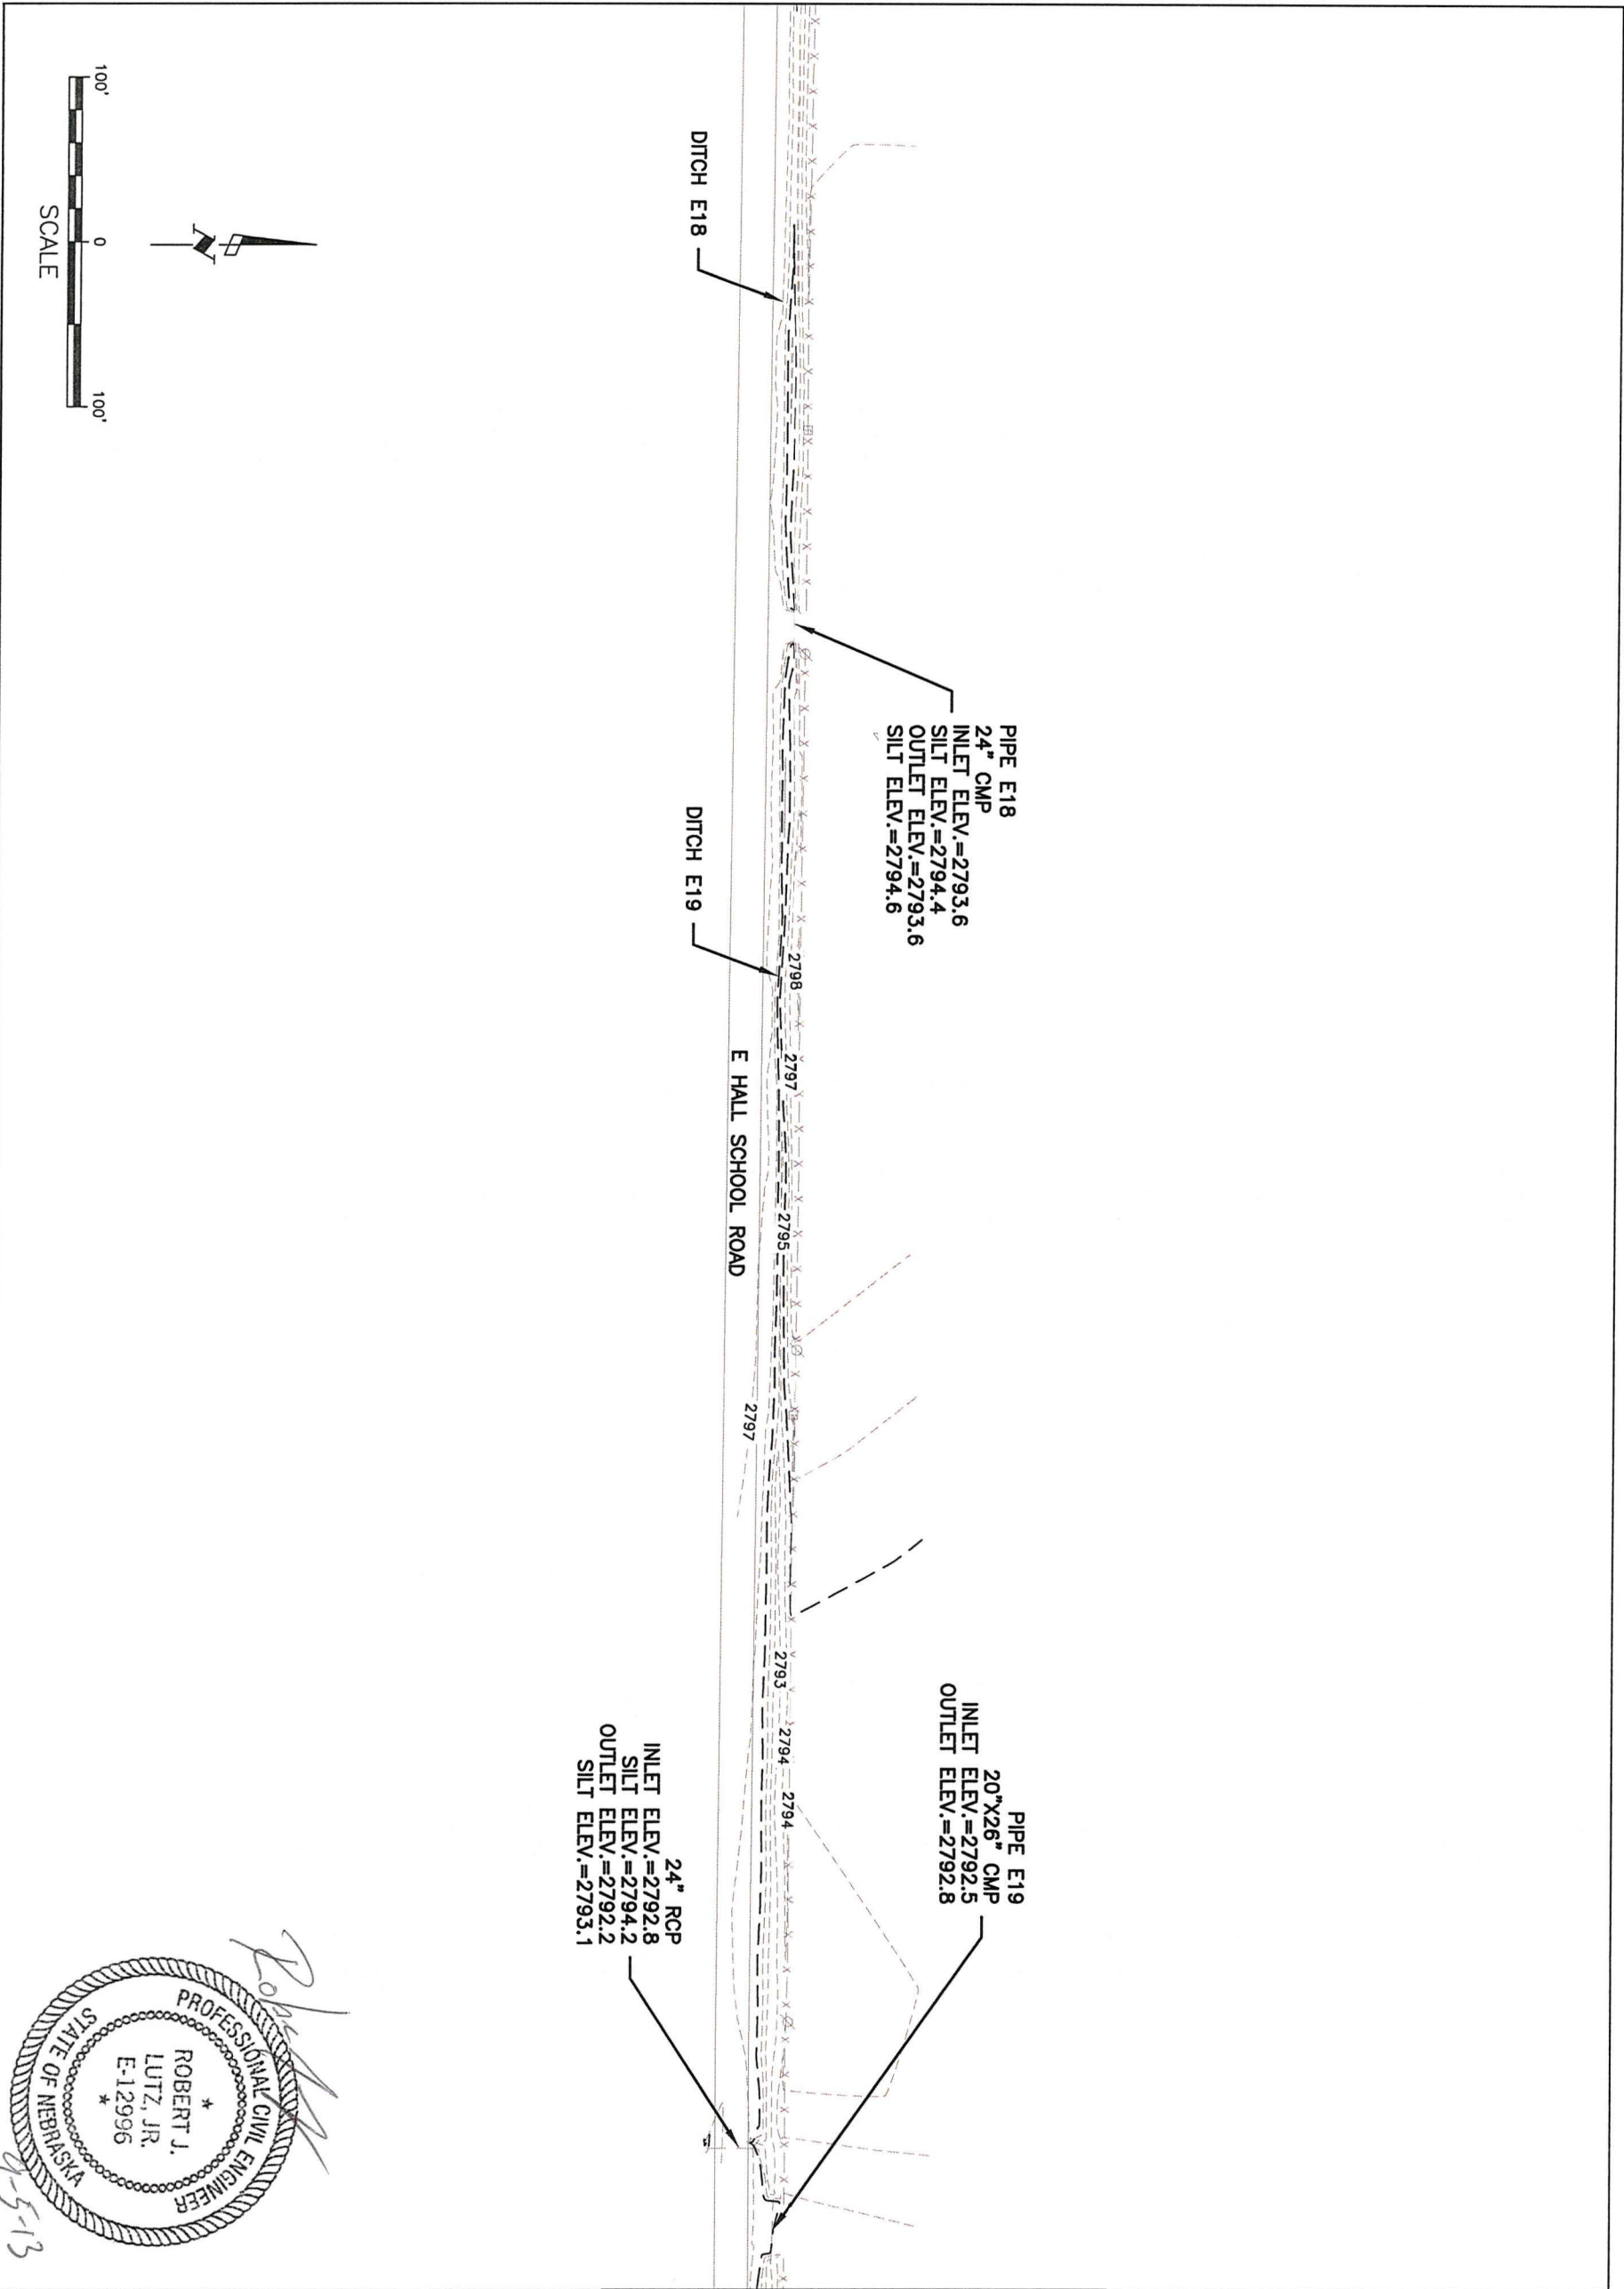 100'
0
100'
SCALE
DITCH E18
PIPE E18
24" CMP
INLET ELEV.=2793.6
SILT ELEV.=2794.4
OUTLET ELEV.=2793.6
SILT ELEV.=2794.6
DITCH E19
2798
2797
E HALL SCHOOL ROAD
2795
2797
2793
2794
2794
PIPE E19
20"X26" CMP
INLET ELEV.=2792.5
OUTLET ELEV.=2792.8
24" RCP
INLET ELEV.=2792.8
SILT ELEV.=2794.2
OUTLET ELEV.=2792.2
SILT ELEV.=2793.1
PROFESSIONAL CIVIL ENGINEER
ROBERT J.
LUTZ, JR.
E-12996
STATE OF NEBRASKA